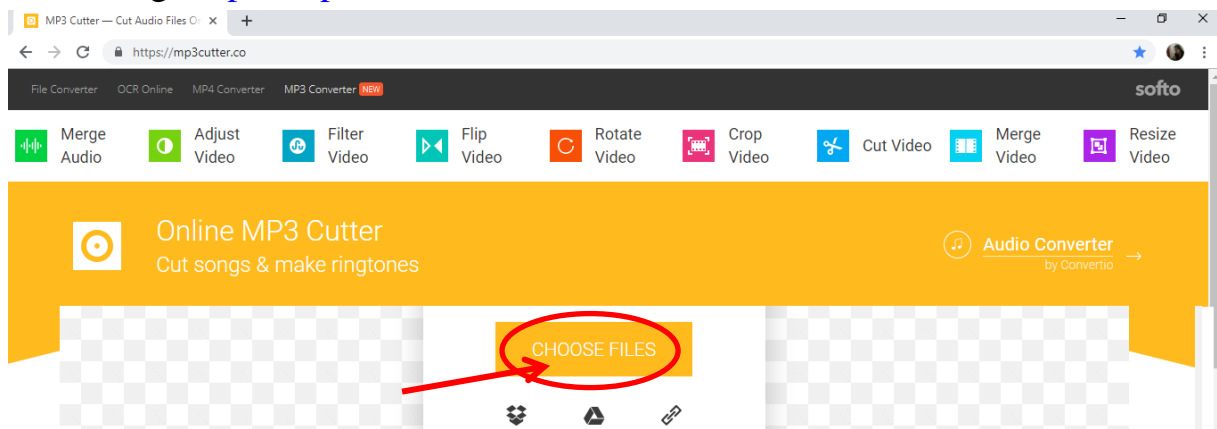 MP3 Cutter — Cut Audio Files O
https://mp3cutter.co
File Converter OCR Online MP4 Converter MP3 Converter NEW
softo
Merge Audio
Adjust Video
Filter Video
Flip Video
Rotate Video
Crop Video
Cut Video
Merge Video
Resize Video
Online MP3 Cutter
Cut songs & make ringtones
Audio Converter
by Convertio
CHOOSE FILES